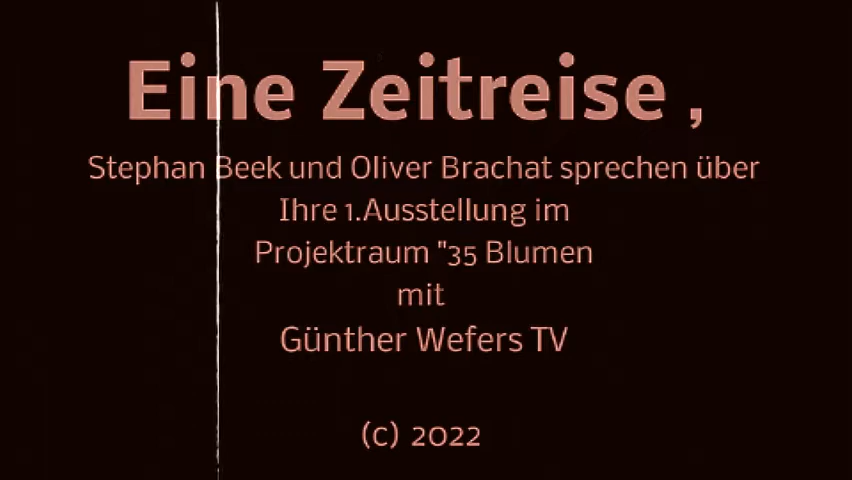 Eine Zeitreise ,
Stephan Beek und Oliver Brachat sprechen über
Ihre 1.Ausstellung im
Projektraum "35 Blumen
mit
Günther Wefers TV
(c) 2022